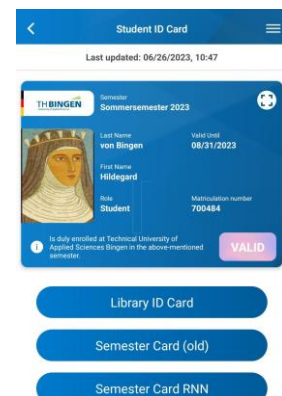 Student ID Card
Last updated: 06/26/2023, 10:47
TH BINGEN
Semester
Sommersemester 2023
Last Name
von Bingen
Valid Until
08/31/2023
First Name
Hildegard
Role
Student
Matriculation number
700484
Is duly enrolled at Technical University of
Applied Sciences Bingen in the above-mentioned
semester.
VALID
Library ID Card
Semester Card (old)
Semester Card RNN